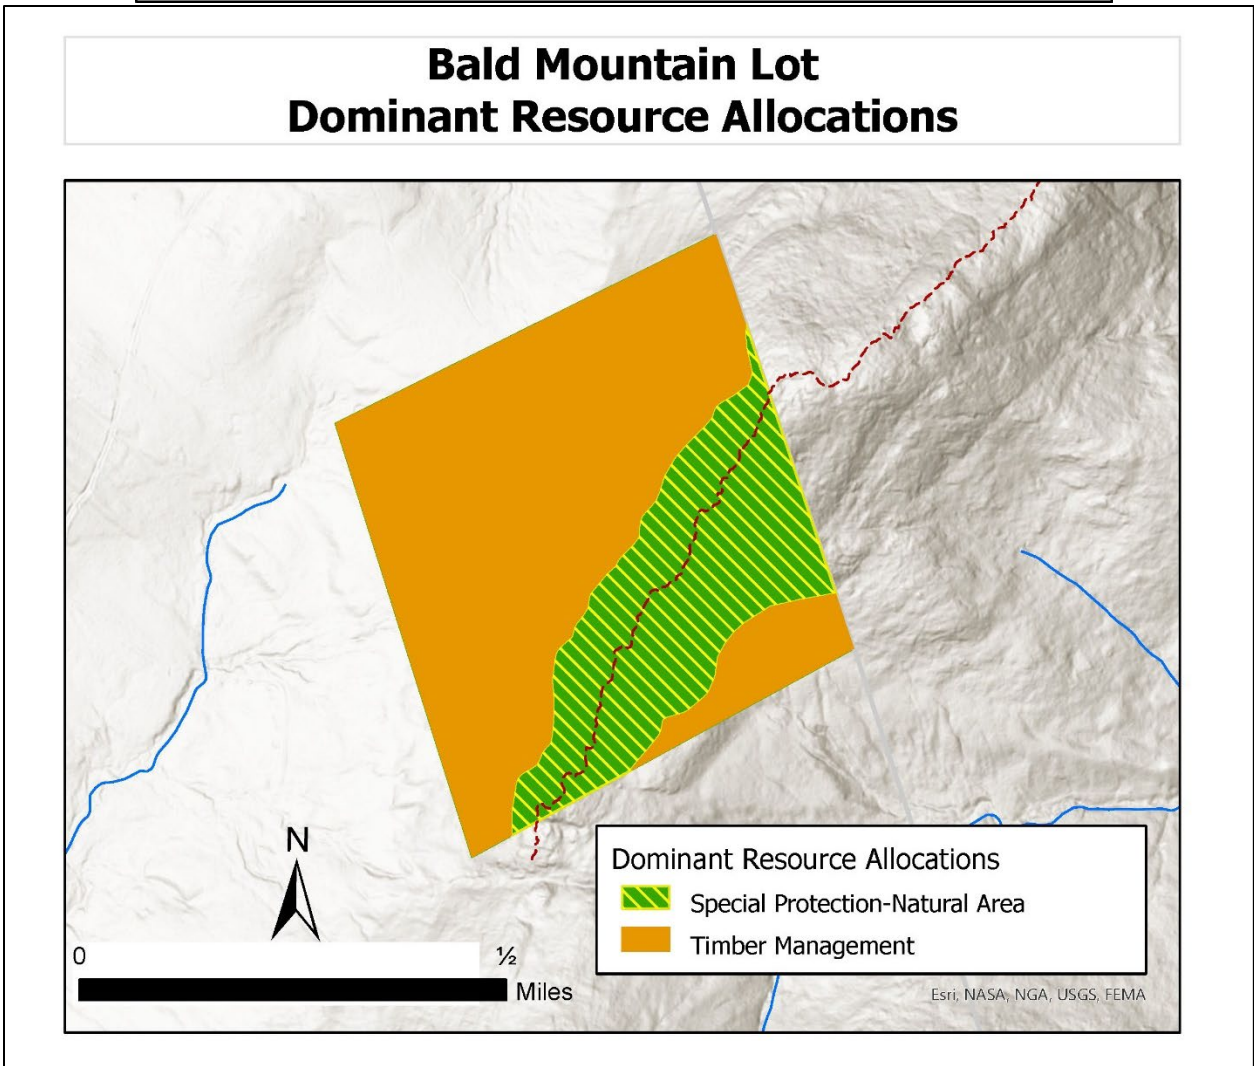 Bald Mountain Lot
Dominant Resource Allocations
N
0 ½
Miles
Dominant Resource Allocations
Special Protection-Natural Area
Timber Management
Esri, NASA, NGA, USGS, FEMA